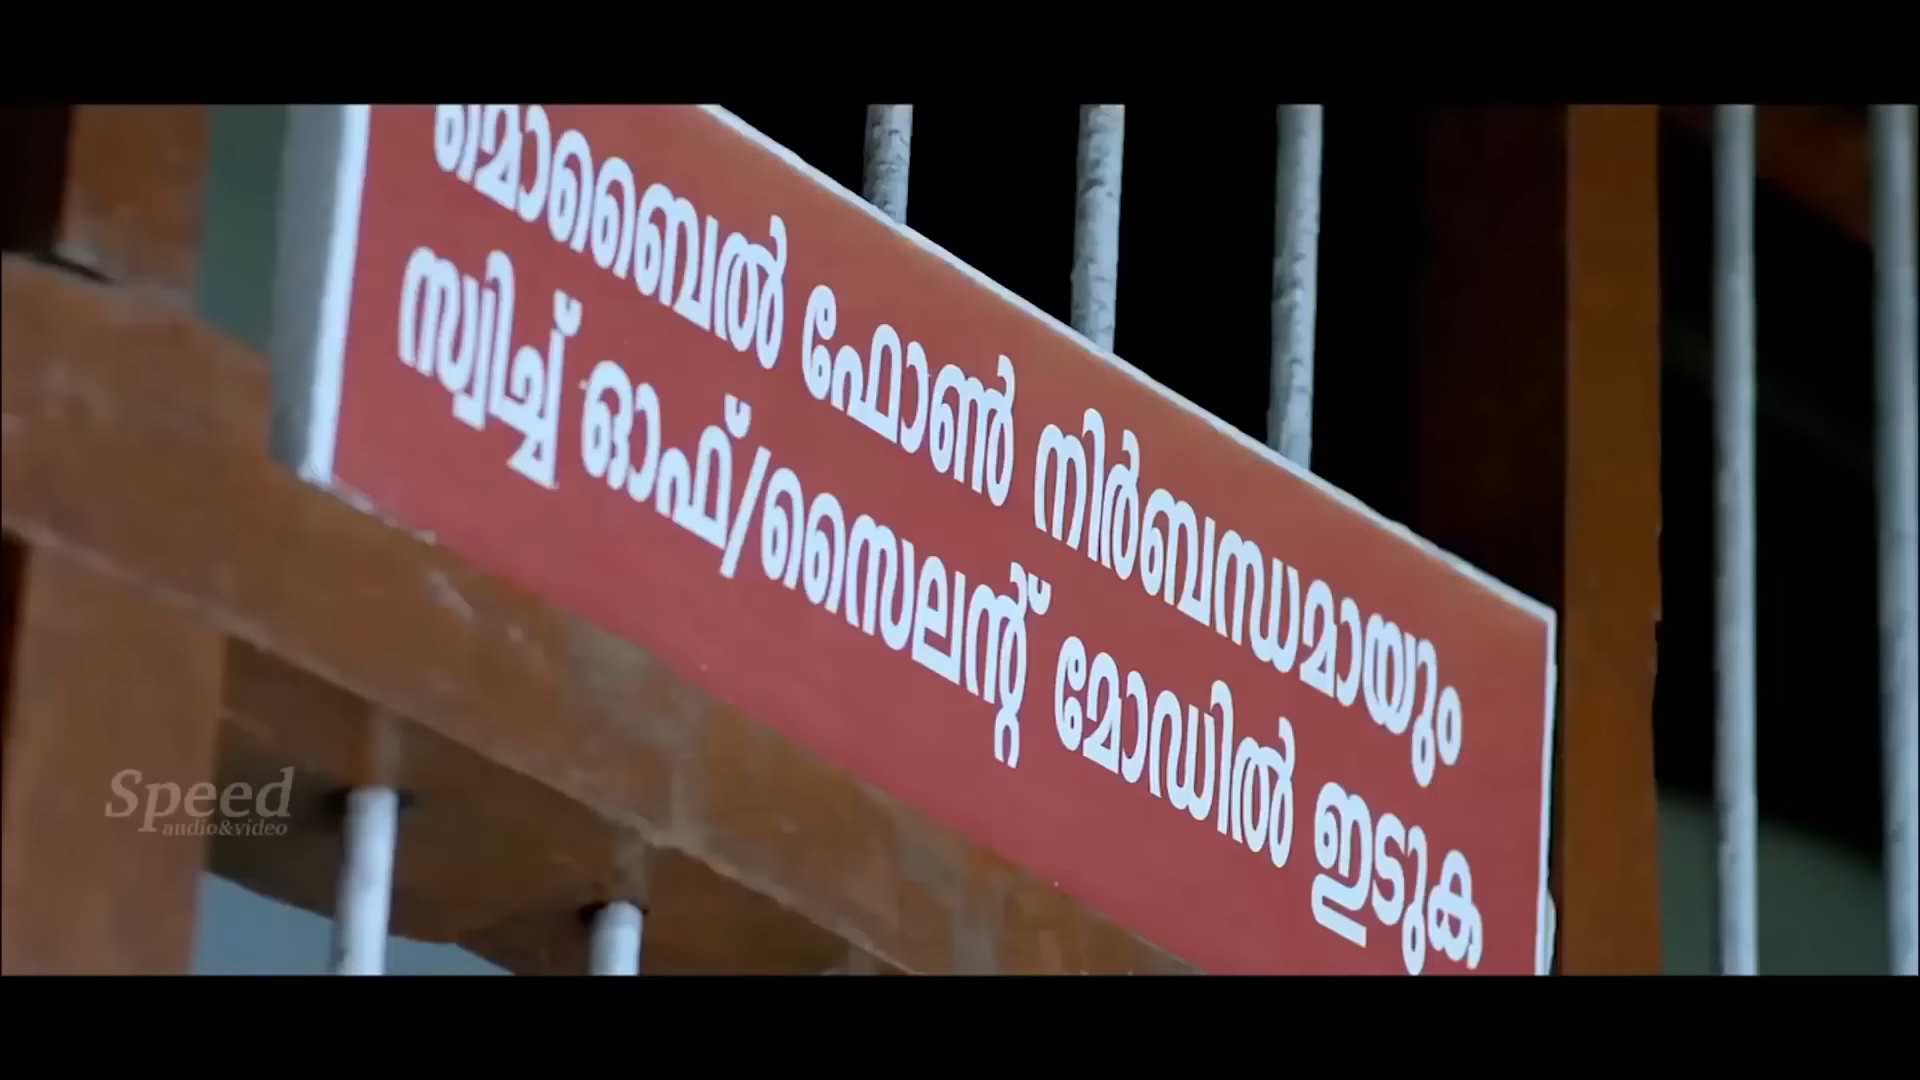 മൊബൈൽ ഫോൺ നിർബന്ധമായും
സ്വിച്ച് ഓഫ്/സൈലന്റ് മോഡിൽ ഇടുക
Speed
audio&video